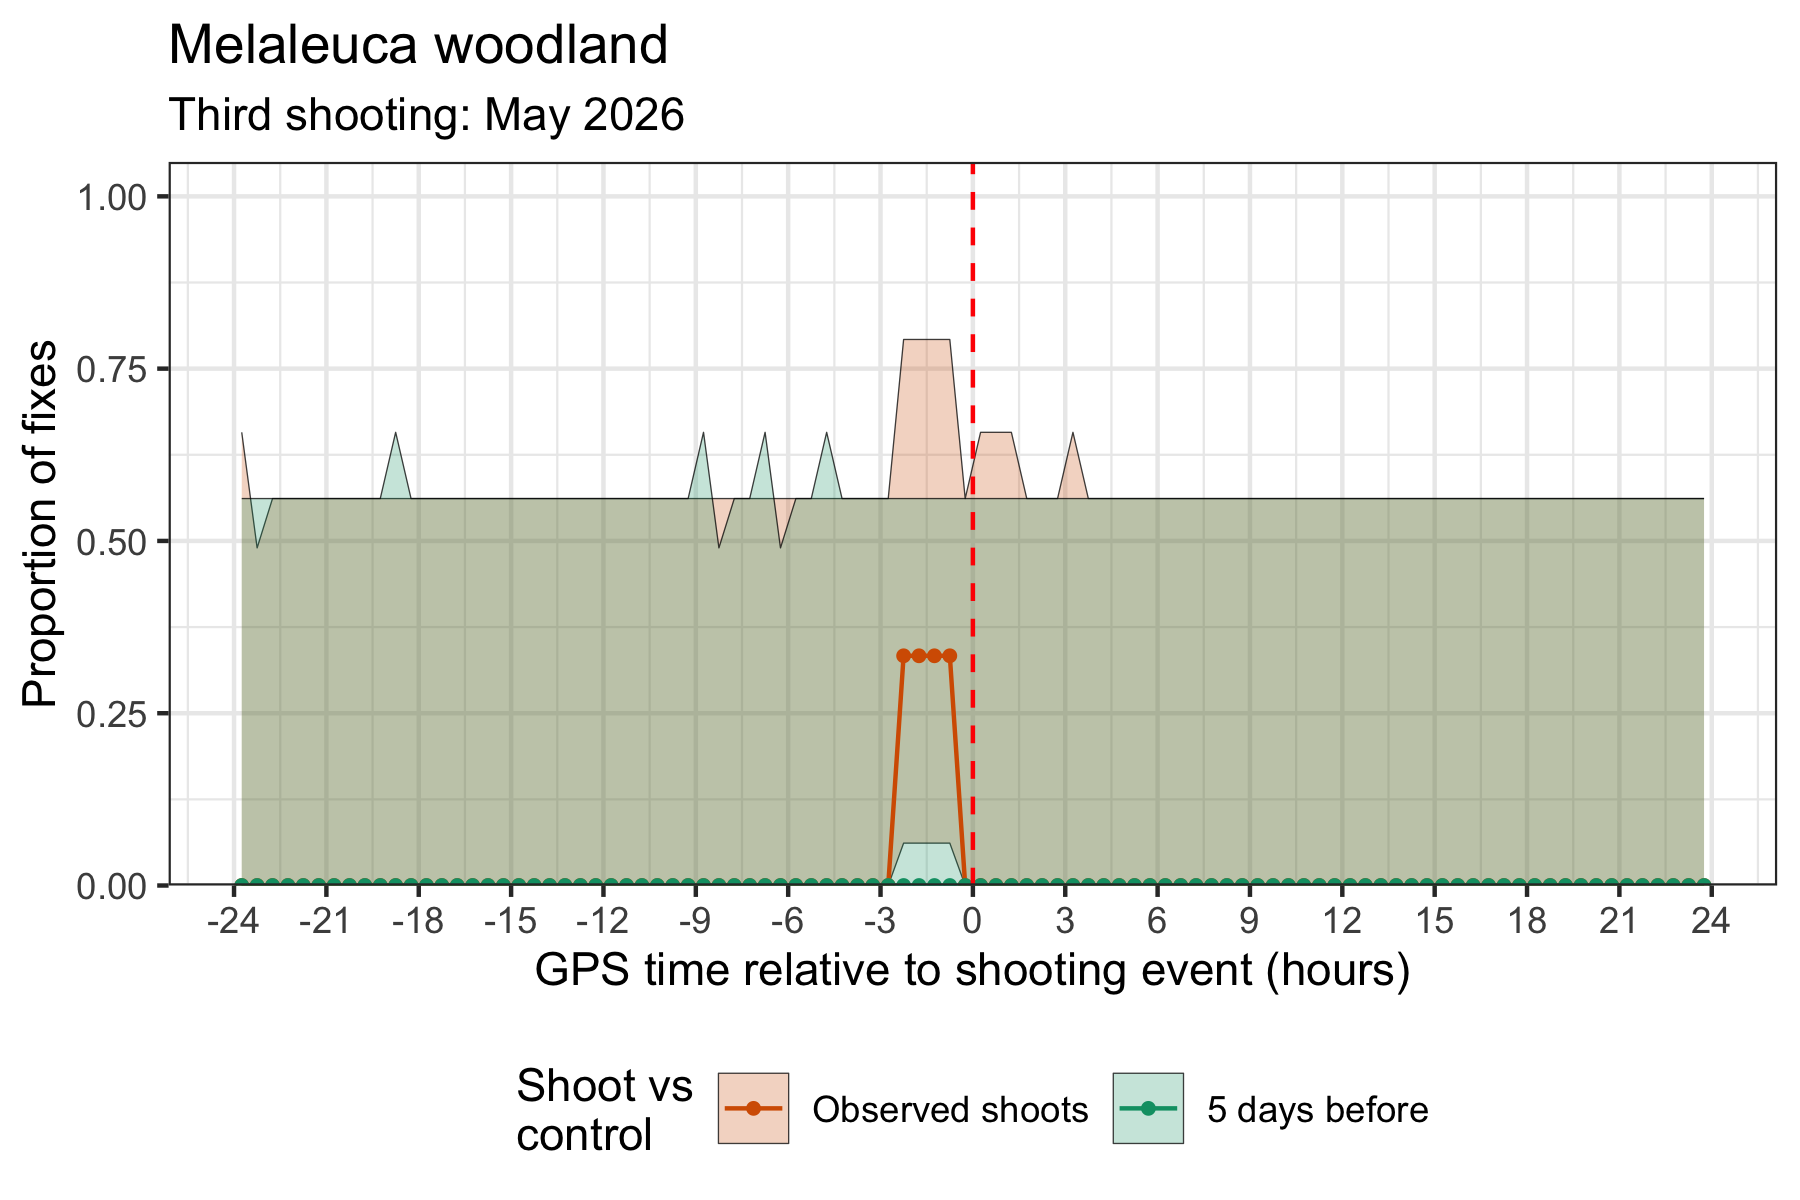 Melaleuca woodland
Third shooting: May 2026
1.00
0.75
0.50
0.25
0.00
Proportion of fixes
-24 -21 -18 -15 -12 -9 -6 -3 0 3 6 9 12 15 18 21 24
GPS time relative to shooting event (hours)
Shoot vs
control
Observed shoots
5 days before